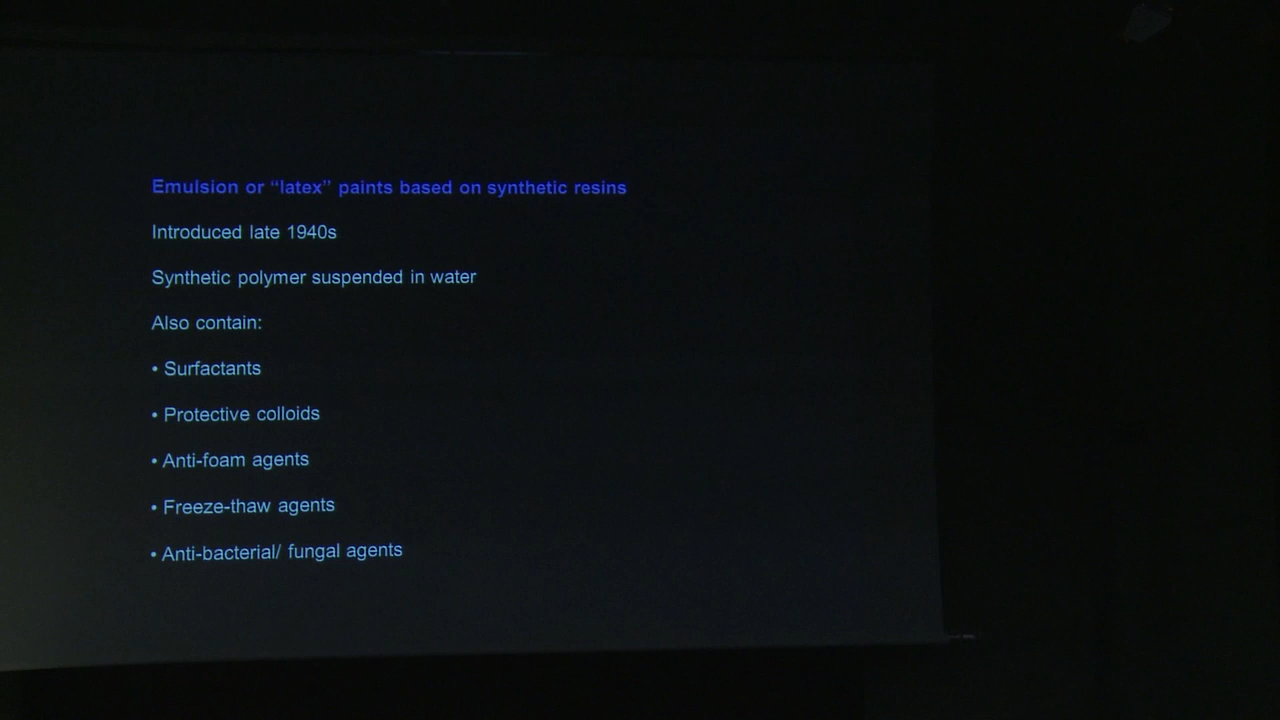 Emulsion or “latex” paints based on synthetic resins
Introduced late 1940s
Synthetic polymer suspended in water
Also contain:
• Surfactants
• Protective colloids
• Anti-foam agents
• Freeze-thaw agents
• Anti-bacterial/ fungal agents